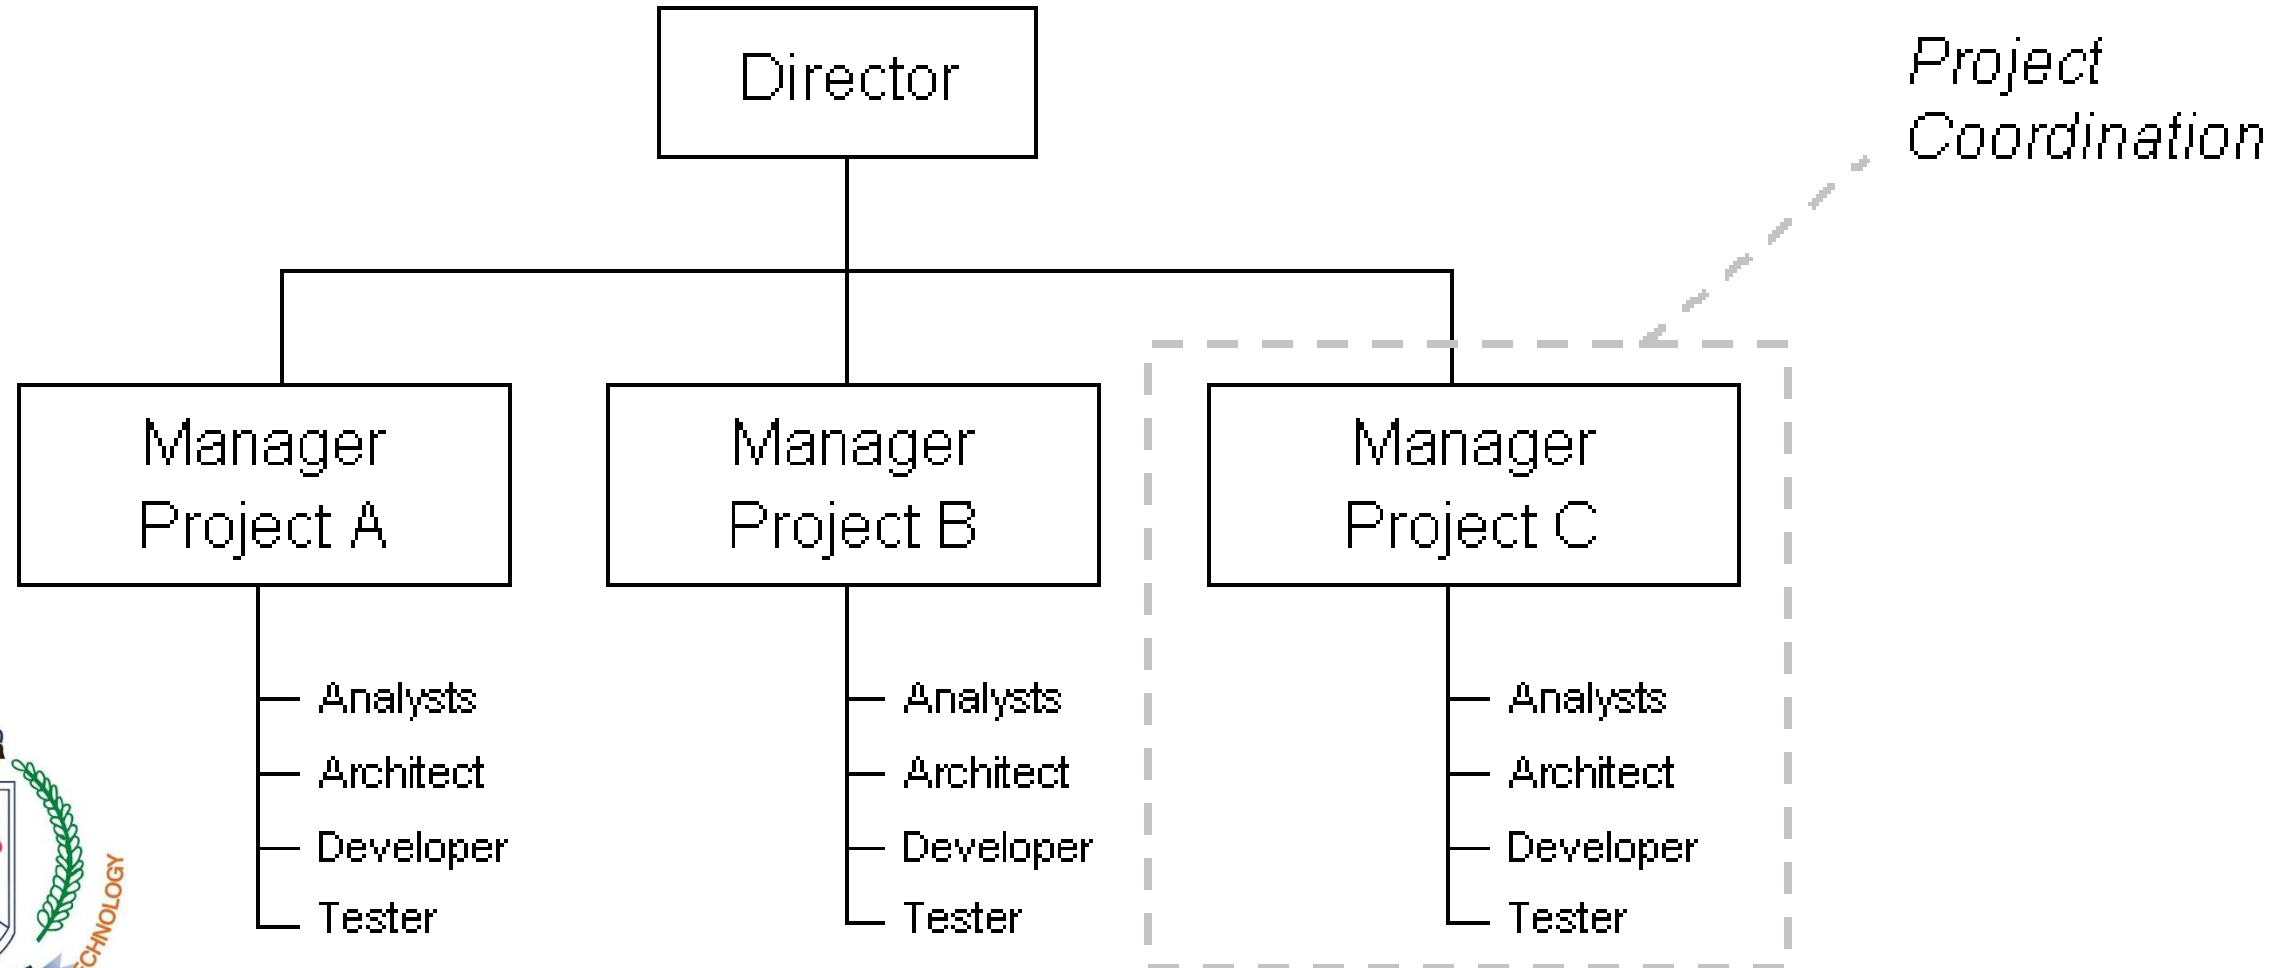 Director
Project
Coordination
Manager
Project A
Manager
Project B
Manager
Project C
Analysts
Architect
Developer
Tester
Analysts
Architect
Developer
Tester
Analysts
Architect
Developer
Tester